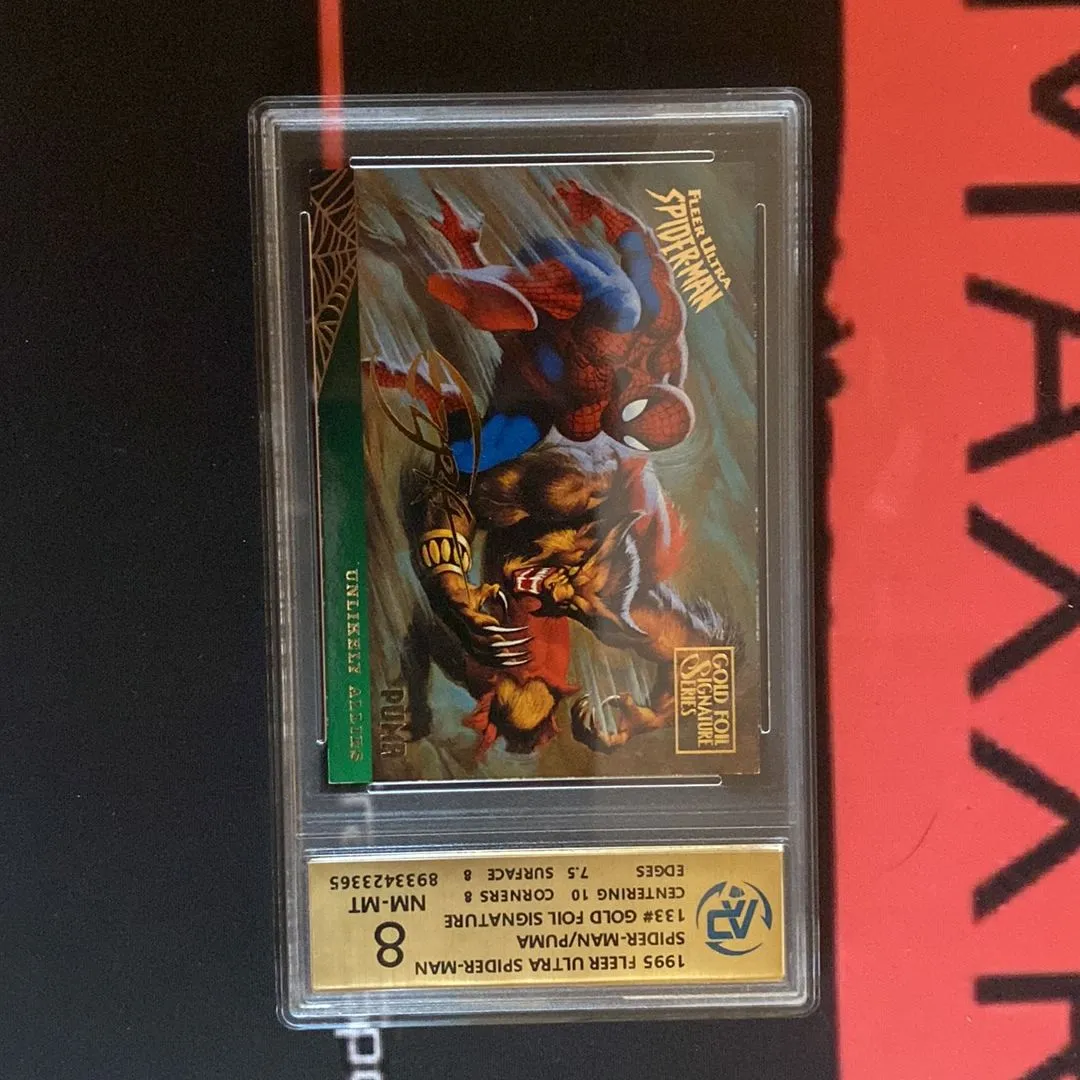 1995 FLEER ULTRA SPIDER-MAN
SPIDER-MAN/PUMA
133# GOLD FOIL SIGNATURE
CENTERING 10 CORNERS 8
EDGES 7.5 SURFACE 8
8
NM-MT
8933423365
FLEER ULTRA
SPIDER-MAN
GOLD FOIL
SIGNATURE
SERIES
PUMA
UNLIKELY ALLIES